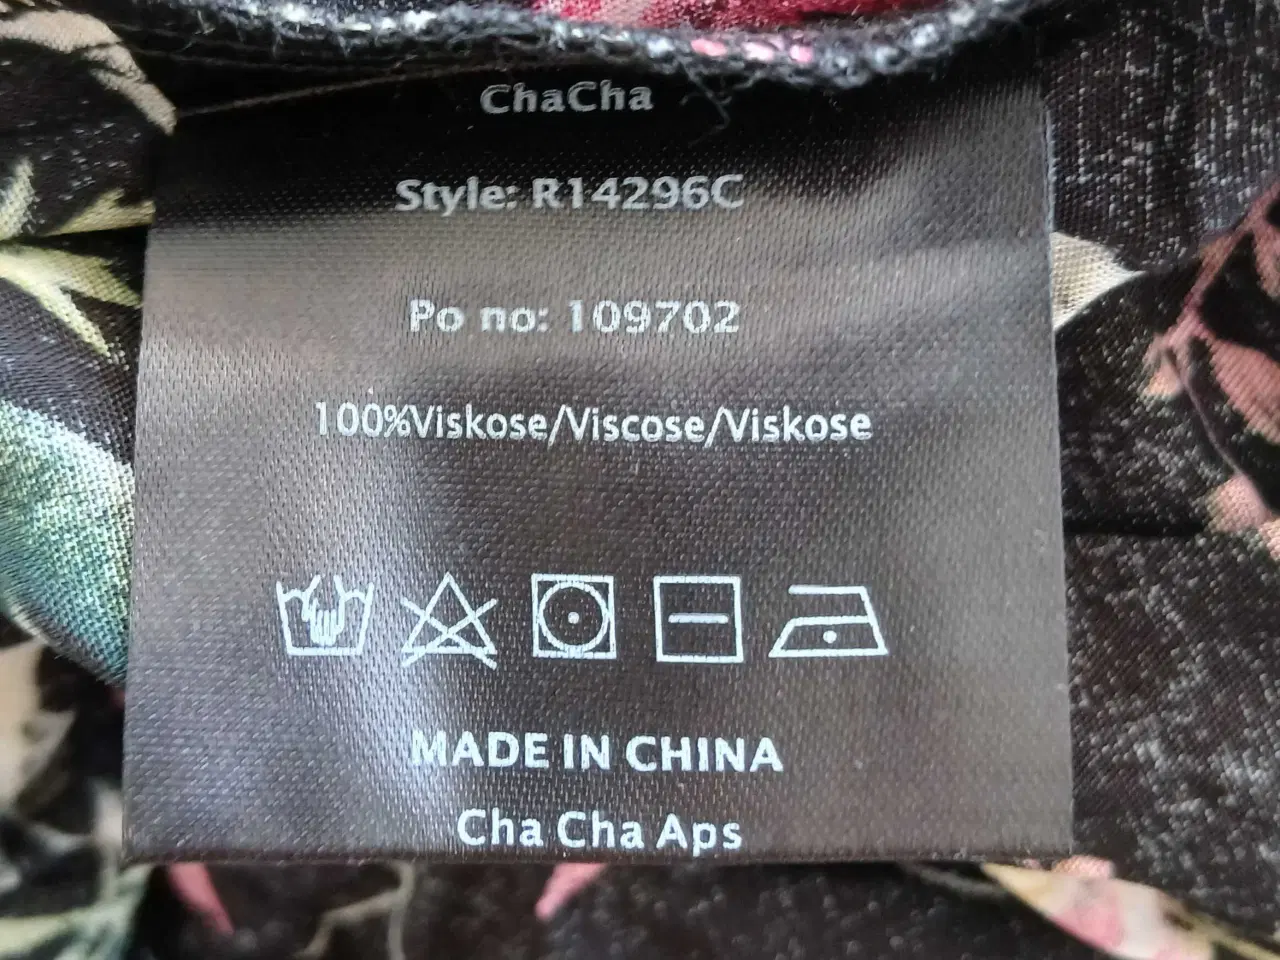 ChaCha
Style: R14296C
Po no: 109702
100%Viskose/Viscose/Viskose
MADE IN CHINA
Cha Cha Aps